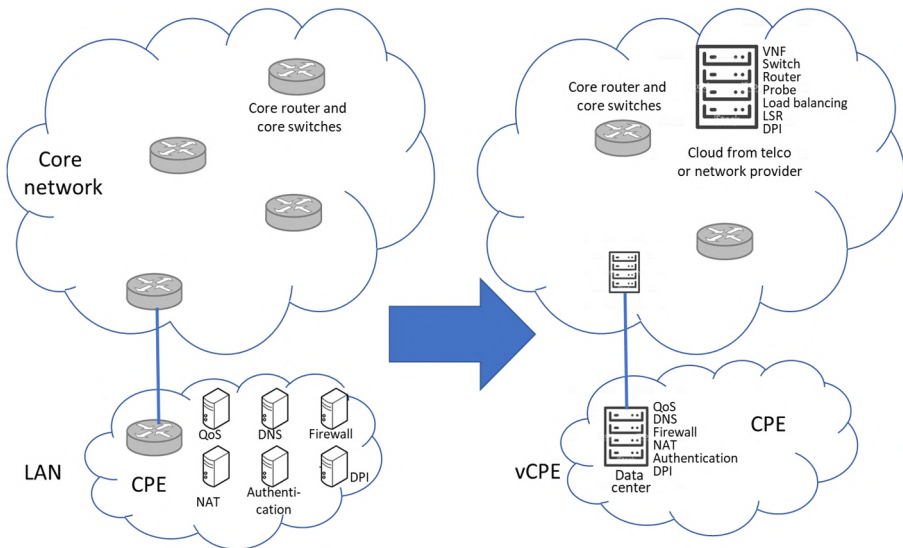 Core router and
core switches
Core
network
LAN
CPE
QoS
DNS
Firewall
NAT
Authenti-
cation
DPI
Core router and
core switches
VNF
Switch
Router
Probe
Load balancing
LSR
DPI
Cloud from telco
or network provider
vCPE
QoS
DNS
Firewall
NAT
Authentication
DPI
Data
center
CPE